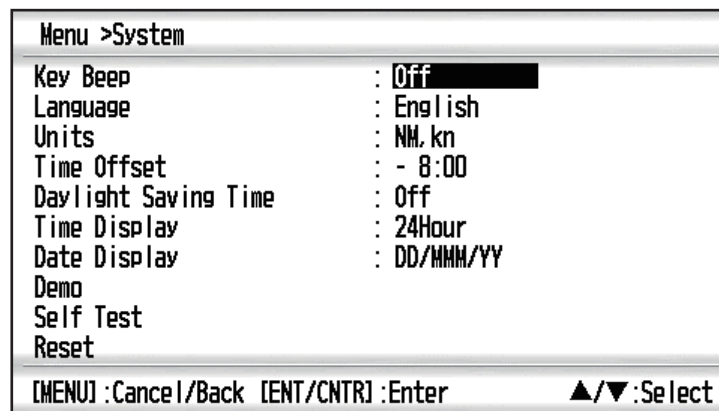 Menu >System
Key Beep : Off
Language : English
Units : NM,kn
Time Offset : - 8:00
Daylight Saving Time : Off
Time Display : 24Hour
Date Display : DD/MMM/YY
Demo
Self Test
Reset
[MENU]:Cancel/Back [ENT/CNTR]:Enter ▲/▼:Select